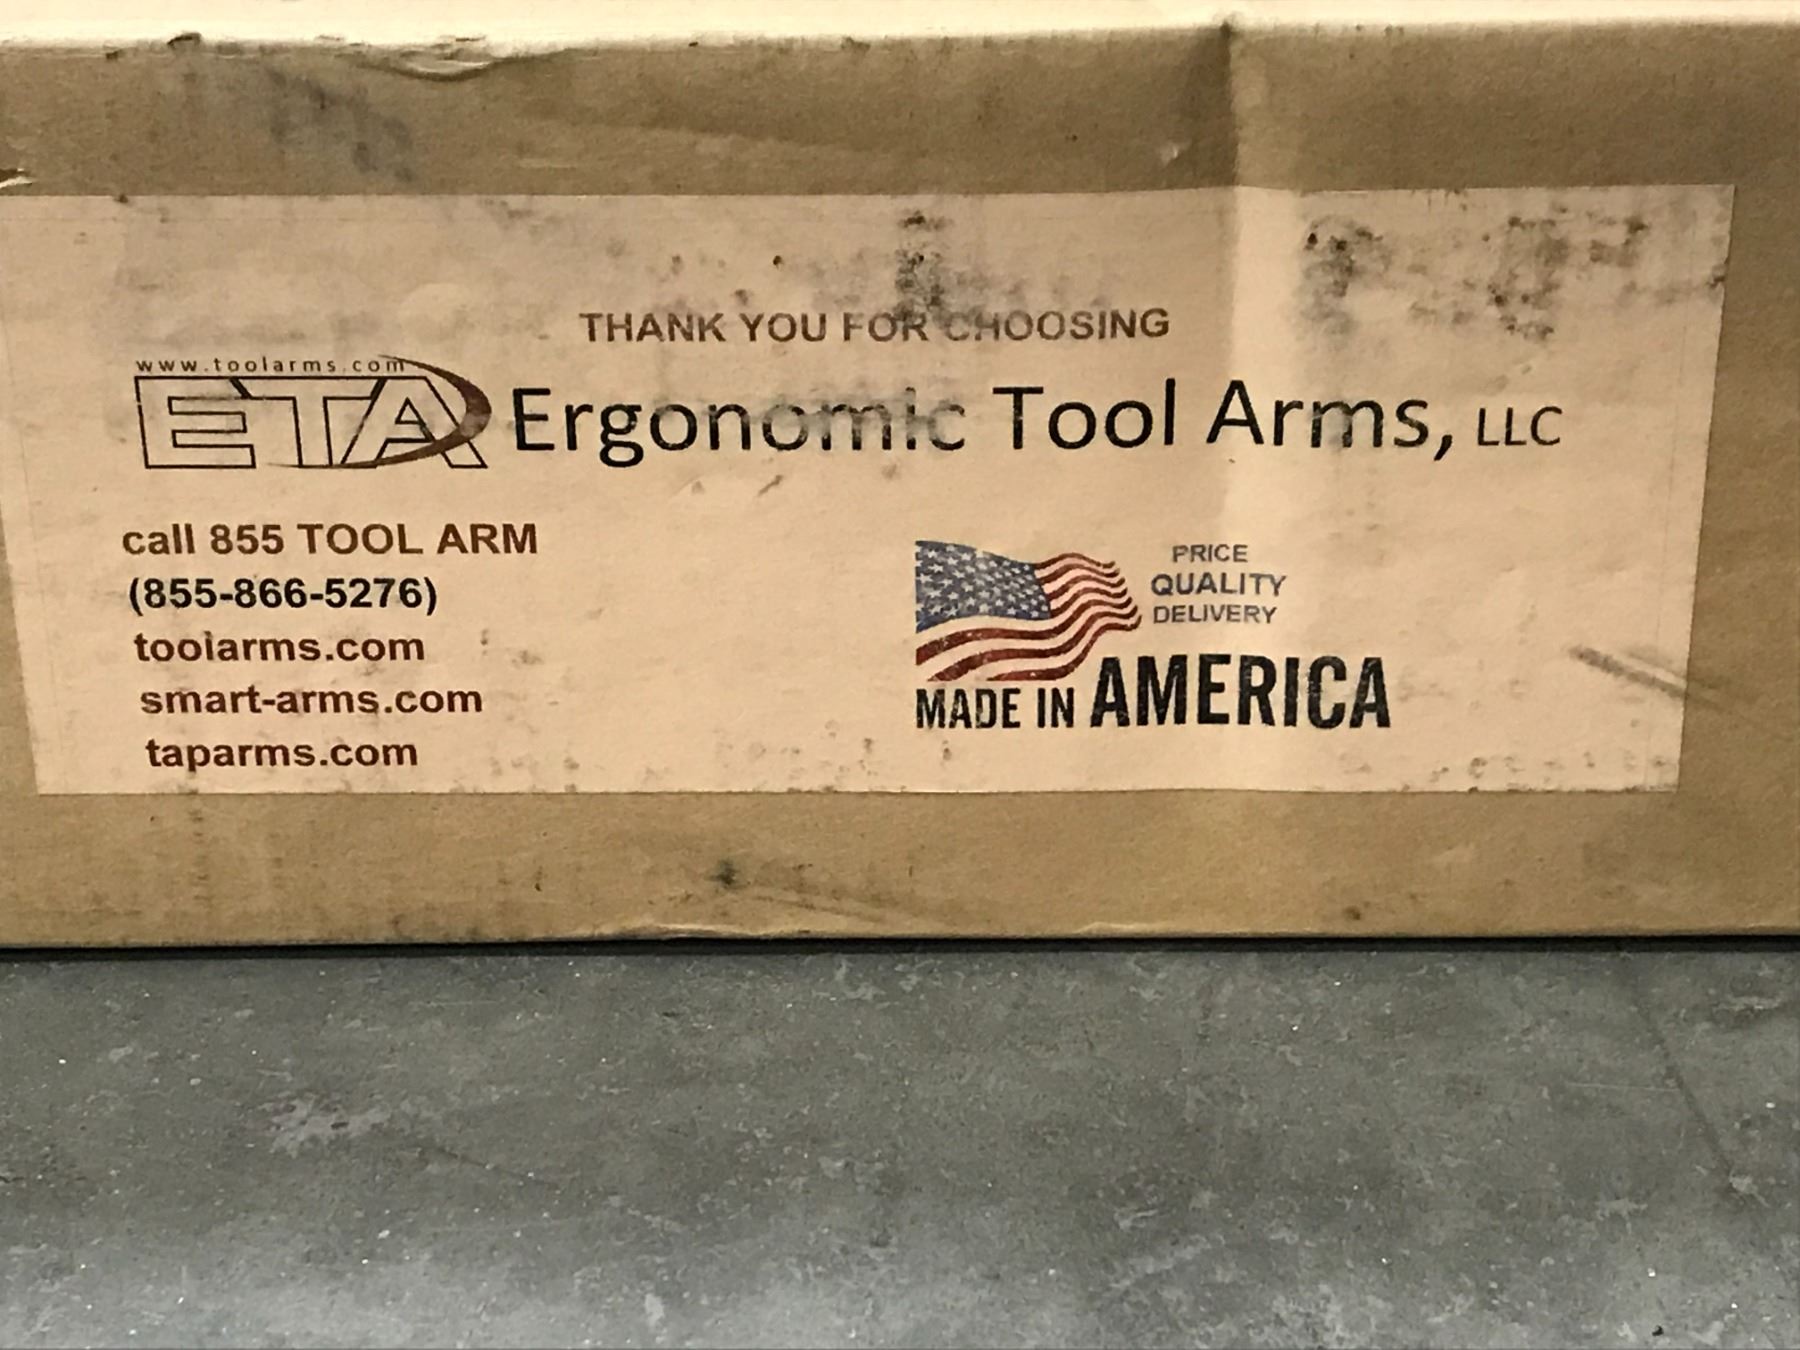 THANK YOU FOR CHOOSING
www.toolarms.com
ETA Ergonomic Tool Arms, LLC
call 855 TOOL ARM
(855-866-5276)
toolarms.com
smart-arms.com
taparms.com
PRICE
QUALITY
DELIVERY
MADE IN AMERICA